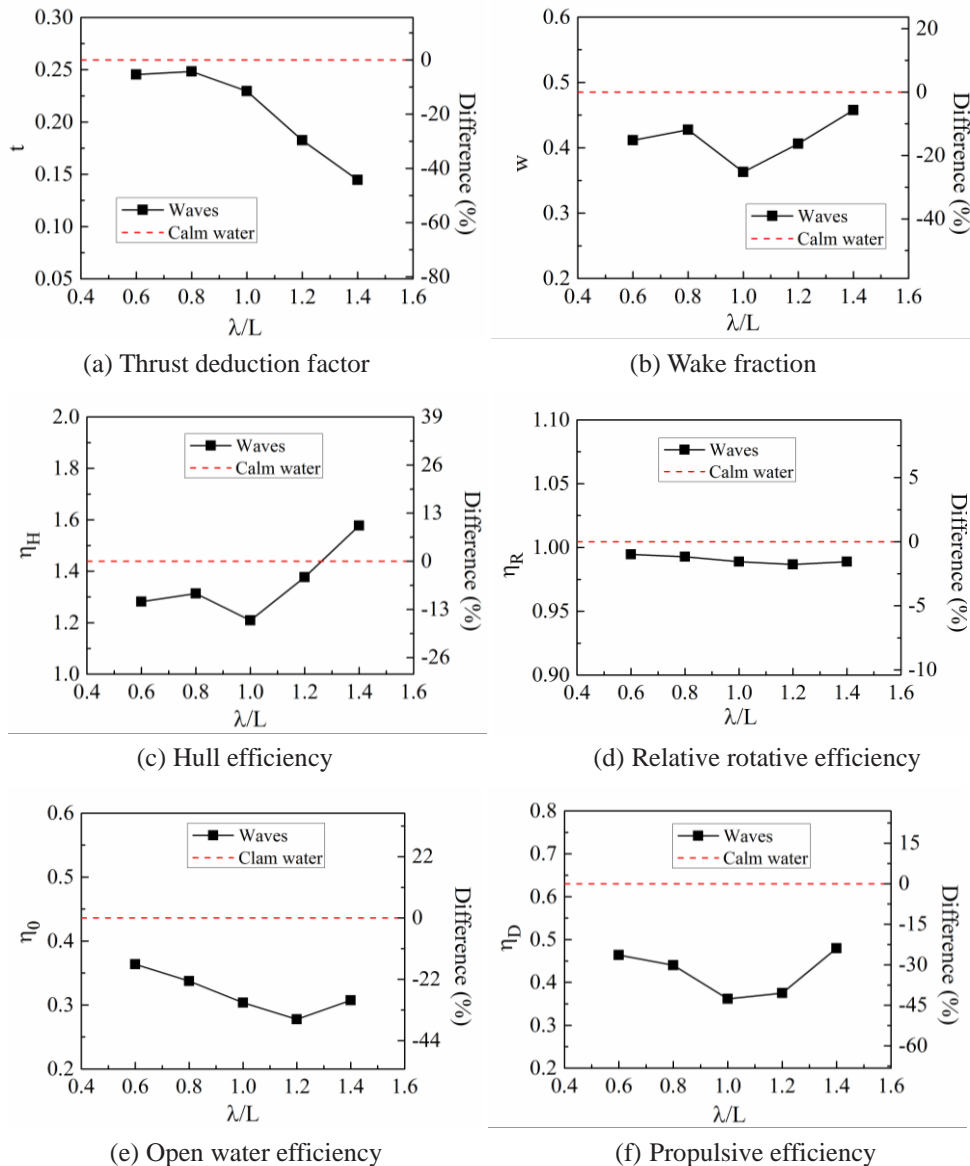 0.30
0.25
0.20
0.15
0.10
0.05
t
0
-20
-40
-60
-80
Difference (%)
Waves
Calm water
0.4 0.6 0.8 1.0 1.2 1.4 1.6
λ/L
(a) Thrust deduction factor
0.6
0.5
0.4
0.3
0.2
w
20
0
-20
-40
Difference (%)
Waves
Calm water
0.4 0.6 0.8 1.0 1.2 1.4 1.6
λ/L
(b) Wake fraction
2.0
1.8
1.6
1.4
1.2
1.0
ηH
39
26
13
0
-13
-26
Difference (%)
Waves
Calm water
0.4 0.6 0.8 1.0 1.2 1.4 1.6
λ/L
(c) Hull efficiency
1.10
1.05
1.00
0.95
0.90
ηR
5
0
-5
-10
Difference (%)
Waves
Calm water
0.4 0.6 0.8 1.0 1.2 1.4 1.6
λ/L
(d) Relative rotative efficiency
0.6
0.5
0.4
0.3
0.2
η0
22
0
-22
-44
Difference (%)
Waves
Clam water
0.4 0.6 0.8 1.0 1.2 1.4 1.6
λ/L
(e) Open water efficiency
0.8
0.7
0.6
0.5
0.4
0.3
0.2
ηD
15
0
-15
-30
-45
-60
Difference (%)
Waves
Calm water
0.4 0.6 0.8 1.0 1.2 1.4 1.6
λ/L
(f) Propulsive efficiency